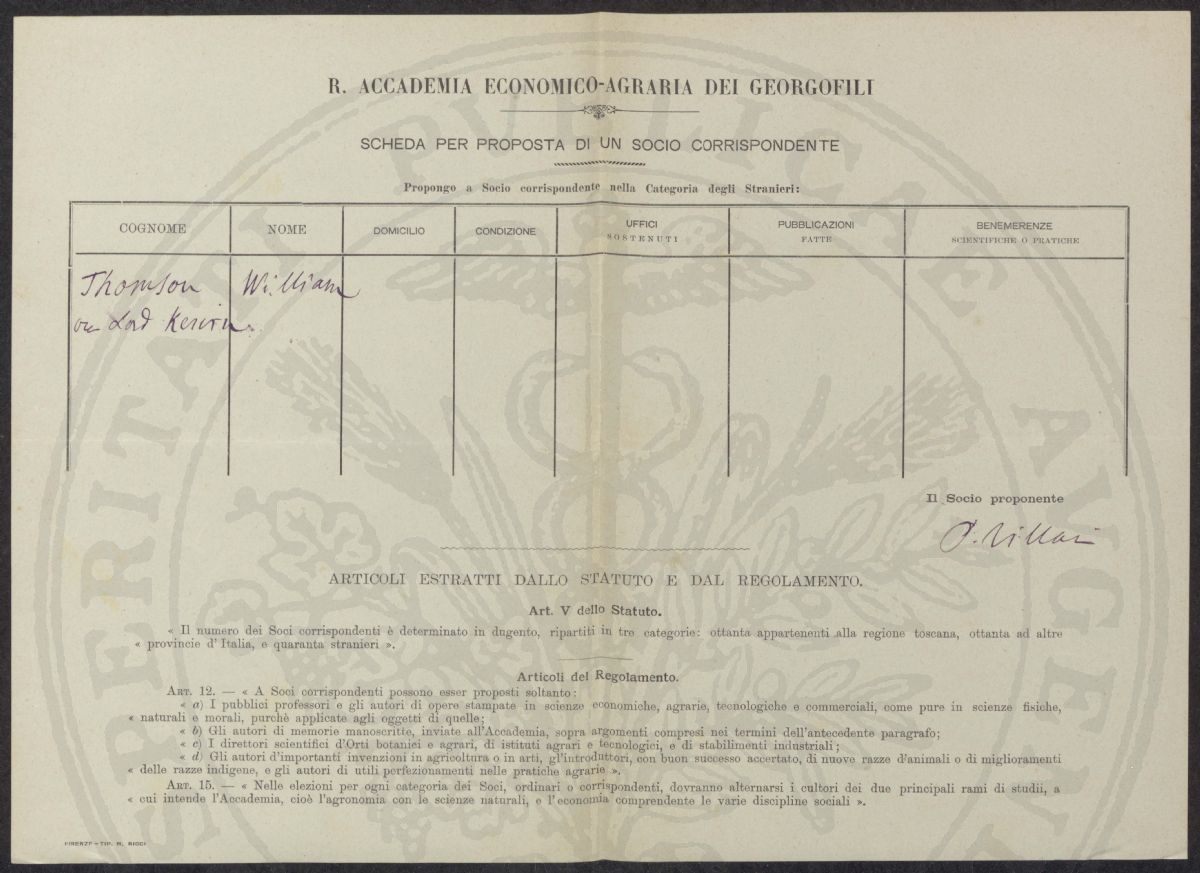 R. ACCADEMIA ECONOMICO-AGRARIA DEI GEORGOFILI
SCHEDA PER PROPOSTA DI UN SOCIO CORRISPONDENTE
Propongo a Socio corrispondente nella Categoria degli Stranieri:
COGNOME NOME DOMICILIO CONDIZIONE UFFICI SOSTENUTI PUBBLICAZIONI FATTE BENEMERENZE SCIENTIFICHE O PRATICHE
Thomson William
Lord
Il Socio proponente
P. Villari
ARTICOLI ESTRATTI DALLO STATUTO E DAL REGOLAMENTO.
Art. V dello Statuto.
« Il numero dei Soci corrispondenti è determinato in dugento, ripartiti in tre categorie: ottanta appartenenti alla regione toscana, ottanta ad altre
« provincie d' Italia, e quaranta stranieri ».
Articoli del Regolamento.
ART. 12. — « A Soci corrispondenti possono esser proposti soltanto:
« a) I pubblici professori e gli autori di opere stampate in scienze economiche, agrarie, tecnologiche e commerciali, come pure in scienze fisiche,
« naturali e morali, purchè applicate agli oggetti di quelle;
« b) Gli autori di memorie manoscritte, inviate all'Accademia, sopra argomenti compresi nei termini dell'antecedente paragrafo;
« c) I direttori scientifici d'Orti botanici e agrari, di istituti agrari e tecnologici, e di stabilimenti industriali;
« d) Gli autori d'importanti invenzioni in agricoltura o in arti, gl'introduttori, con buon successo accertato, di nuove razze d'animali o di miglioramenti
« delle razze indigene, e gli autori di utili perfezionamenti nelle pratiche agrarie ».
ART. 15. — « Nelle elezioni per ogni categoria dei Soci, ordinari o corrispondenti, dovranno alternarsi i cultori dei due principali rami di studii, a
« cui intende l'Accademia, cioè l'agronomia con le scienze naturali, e l'economia comprendente le varie discipline sociali ».
FIRENZE — TIP. M. RICCI
PROSPERITATI PUBLICAE AVGENDAE